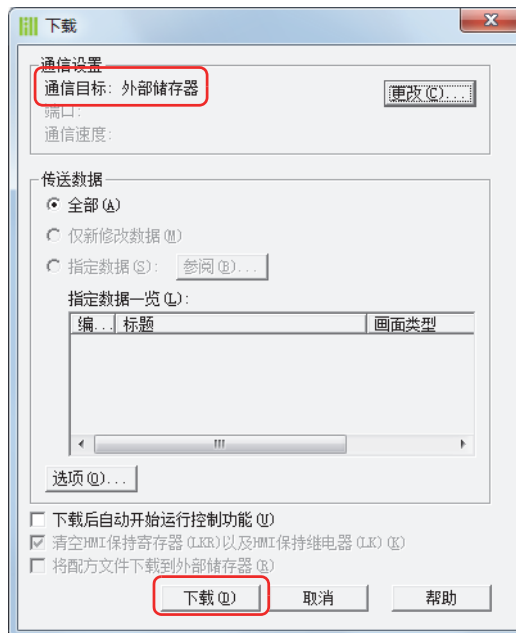 下载
通信设置
通信目标: 外部储存器
更改(C)...
端口:
通信速度:
传送数据
全部(A)
仅新修改数据(M)
指定数据(S): 参阅(B)...
指定数据一览(L):
编... 标题 画面类型
选项(O)...
下载后自动开始运行控制功能(U)
清空HMI保持寄存器(LKR)以及HMI保持继电器(LK)(K)
将配方文件下载到外部储存器(R)
下载(D) 取消 帮助